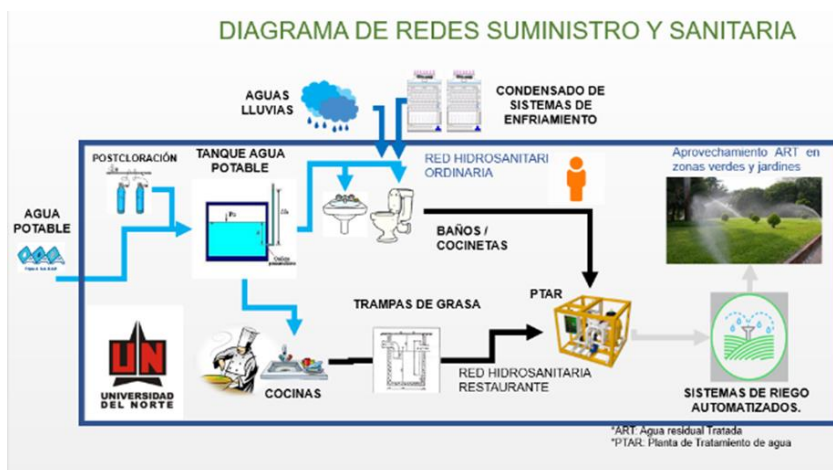 DIAGRAMA DE REDES SUMINISTRO Y SANITARIA
AGUAS
LLUVIAS
CONDENSADO DE
SISTEMAS DE
ENFRIAMIENTO
POSTCLORACIÓN
TANQUE AGUA
POTABLE
RED HIDROSANITARI
ORDINARIA
Aprovechamiento ART en
zonas verdes y jardines
AGUA
POTABLE
BAÑOS /
COCINETAS
TRAMPAS DE GRASA
PTAR
UN
UNIVERSIDAD
DEL NORTE
COCINAS
RED HIDROSANITARIA
RESTAURANTE
SISTEMAS DE RIEGO
AUTOMATIZADOS.
*ART: Agua residual Tratada
*PTAR: Planta de Tratamiento de agua